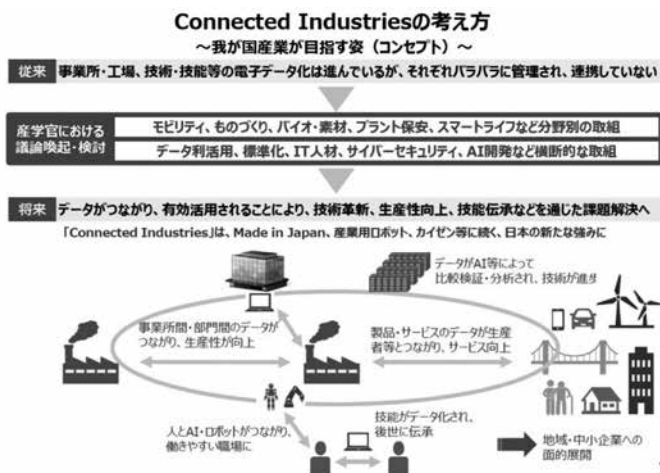 Connected Industriesの考え方
～我が国産業が目指す姿（コンセプト）～
従来 事業所・工場、技術・技能等の電子データ化は進んでいるが、それぞれバラバラに管理され、連携していない
産学官における
議論喚起・検討
モビリティ、ものづくり、バイオ・素材、プラント保安、スマートライフなど分野別の取組
データ利活用、標準化、IT人材、サイバーセキュリティ、AI開発など横断的な取組
将来 データがつながり、有効活用されることにより、技術革新、生産性向上、技能伝承などを通じた課題解決へ
「Connected Industries」は、Made in Japan、産業用ロボット、カイゼン等に続く、日本の新たな強みに
データがAI等によって
比較検証・分析され、技術が進歩
事業所間・部門間のデータが
つながり、生産性が向上
製品・サービスのデータが生産
者等とつながり、サービス向上
人とAI・ロボットがつながり、
働きやすい職場に
技能がデータ化され、
後世に伝承
地域・中小企業への
面的展開